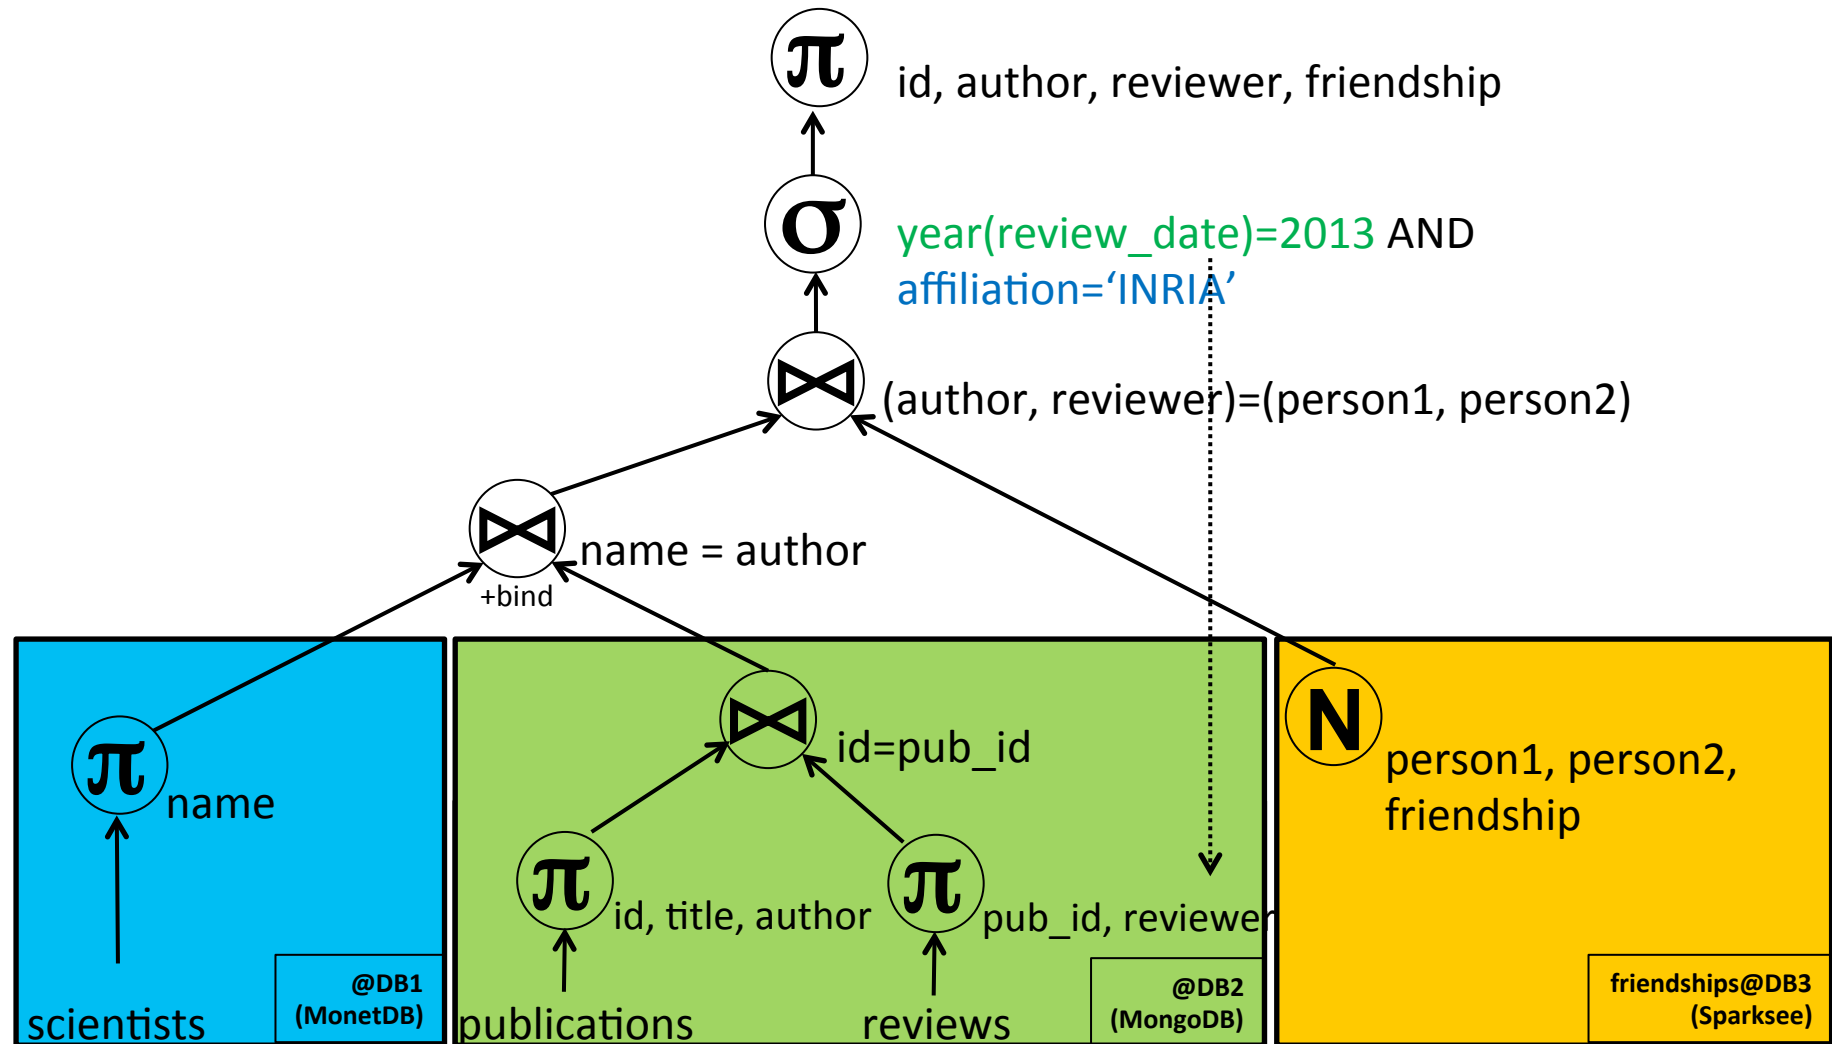 π
id, author, reviewer, friendship
σ
year(review_date)=2013 AND
affiliation=‘INRIA’
⋈
(author, reviewer)=(person1, person2)
⋈
name = author
+bind
π
name
scientists
@DB1
(MonetDB)
⋈
id=pub_id
π
id, title, author
π
pub_id, reviewer
publications
reviews
@DB2
(MongoDB)
N
person1, person2,
friendship
friendships@DB3
(Sparksee)